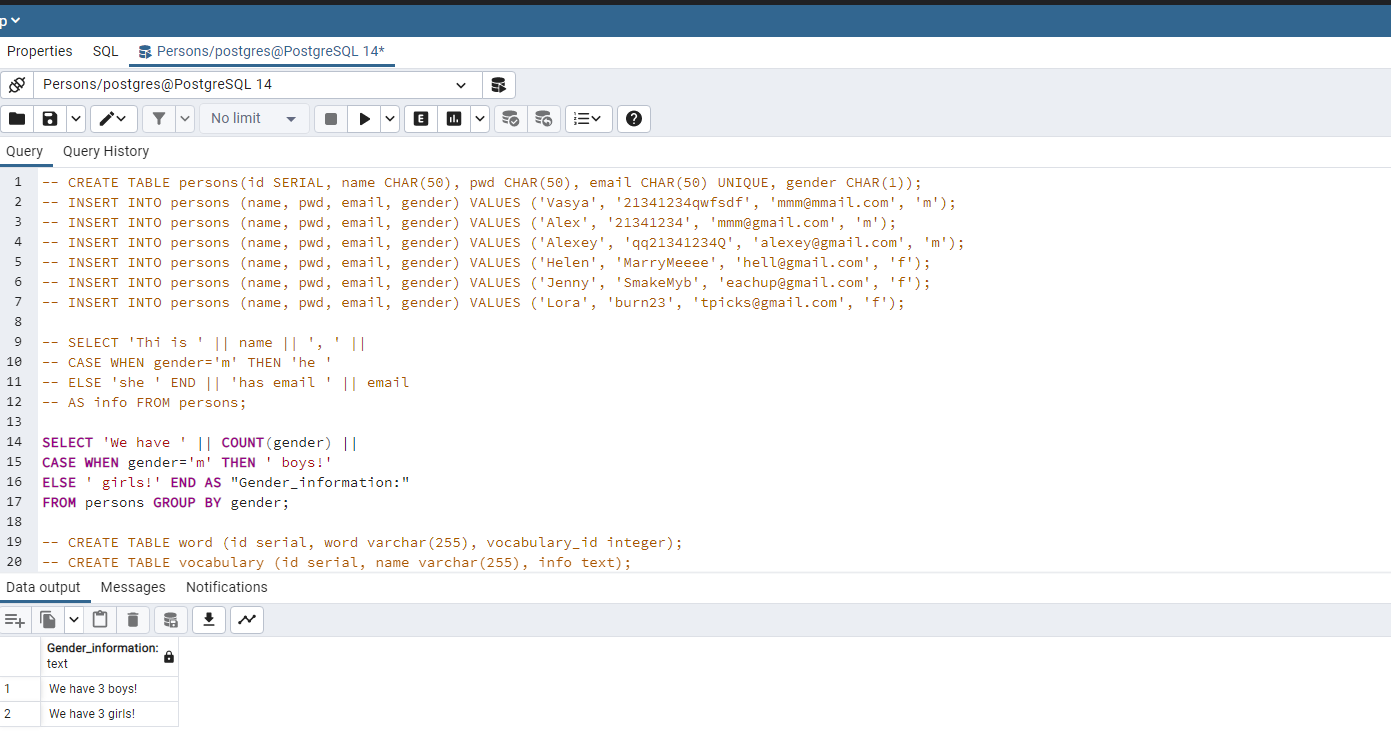 p
Properties SQL Persons/postgres@PostgreSQL 14*
Persons/postgres@PostgreSQL 14
No limit E
Query Query History
1 -- CREATE TABLE persons(id SERIAL, name CHAR(50), pwd CHAR(50), email CHAR(50) UNIQUE, gender CHAR(1));
2 -- INSERT INTO persons (name, pwd, email, gender) VALUES ('Vasya', '21341234qwfsdf', 'mmm@mmail.com', 'm');
3 -- INSERT INTO persons (name, pwd, email, gender) VALUES ('Alex', '21341234', 'mmm@gmail.com', 'm');
4 -- INSERT INTO persons (name, pwd, email, gender) VALUES ('Alexey', 'qq21341234Q', 'alexey@gmail.com', 'm');
5 -- INSERT INTO persons (name, pwd, email, gender) VALUES ('Helen', 'MarryMeeee', 'hell@gmail.com', 'f');
6 -- INSERT INTO persons (name, pwd, email, gender) VALUES ('Jenny', 'SmakeMyb', 'eachup@gmail.com', 'f');
7 -- INSERT INTO persons (name, pwd, email, gender) VALUES ('Lora', 'burn23', 'tpicks@gmail.com', 'f');
8
9 -- SELECT 'Thi is ' || name || ', ' ||
10 -- CASE WHEN gender='m' THEN 'he '
11 -- ELSE 'she ' END || 'has email ' || email
12 -- AS info FROM persons;
13
14 SELECT 'We have ' || COUNT(gender) ||
15 CASE WHEN gender='m' THEN ' boys!'
16 ELSE ' girls!' END AS "Gender_information:"
17 FROM persons GROUP BY gender;
18
19 -- CREATE TABLE word (id serial, word varchar(255), vocabulary_id integer);
20 -- CREATE TABLE vocabulary (id serial, name varchar(255), info text);
Data output Messages Notifications
Gender_information:
text
1 We have 3 boys!
2 We have 3 girls!